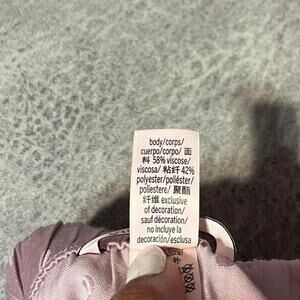 body/corps/
cuerpo/corpo/ 面
料 58% viscose/
viscosa/ 粘纤 42%
polyester/poliéster/
poliestere/ 聚酯
纤维 exclusive
of decoration/
sauf décoration/
no incluye la
decoración/esclusa